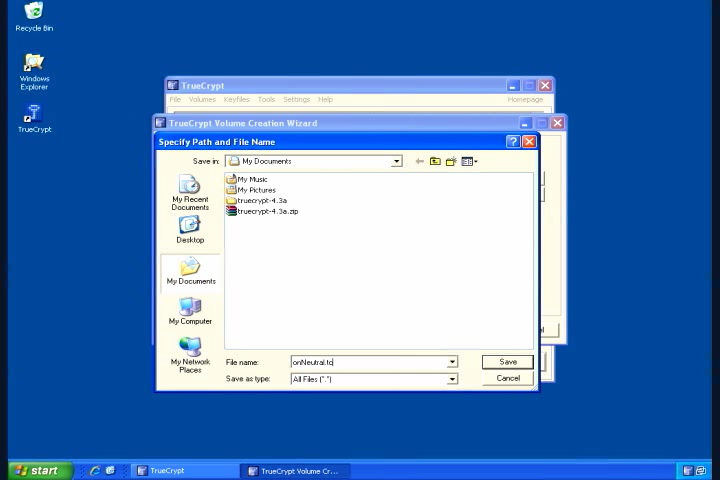 Recycle Bin
Windows
Explorer
TrueCrypt
TrueCrypt
File Volumes Keyfiles Tools Settings Help Homepage
TrueCrypt Volume Creation Wizard
Specify Path and File Name
Save in: My Documents
My Recent
Documents
Desktop
My Documents
My Computer
My Network
Places
My Music
My Pictures
truecrypt-4.3a
truecrypt-4.3a.zip
File name: onNeutral.tc Save
Save as type: All Files (*.*) Cancel
start TrueCrypt TrueCrypt Volume Cr...